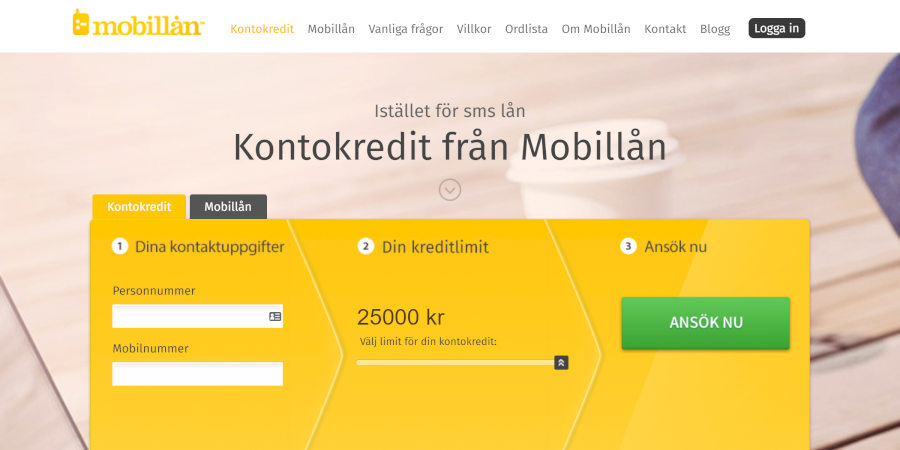 mobillån™
Kontokredit Mobillån Vanliga frågor Villkor Ordlista Om Mobillån Kontakt Blogg Logga in
Istället för sms lån
Kontokredit från Mobillån
Kontokredit Mobillån
1 Dina kontaktuppgifter 2 Din kreditlimit 3 Ansök nu
Personnummer
25000 kr
ANSÖK NU
Välj limit för din kontokredit:
Mobilnummer